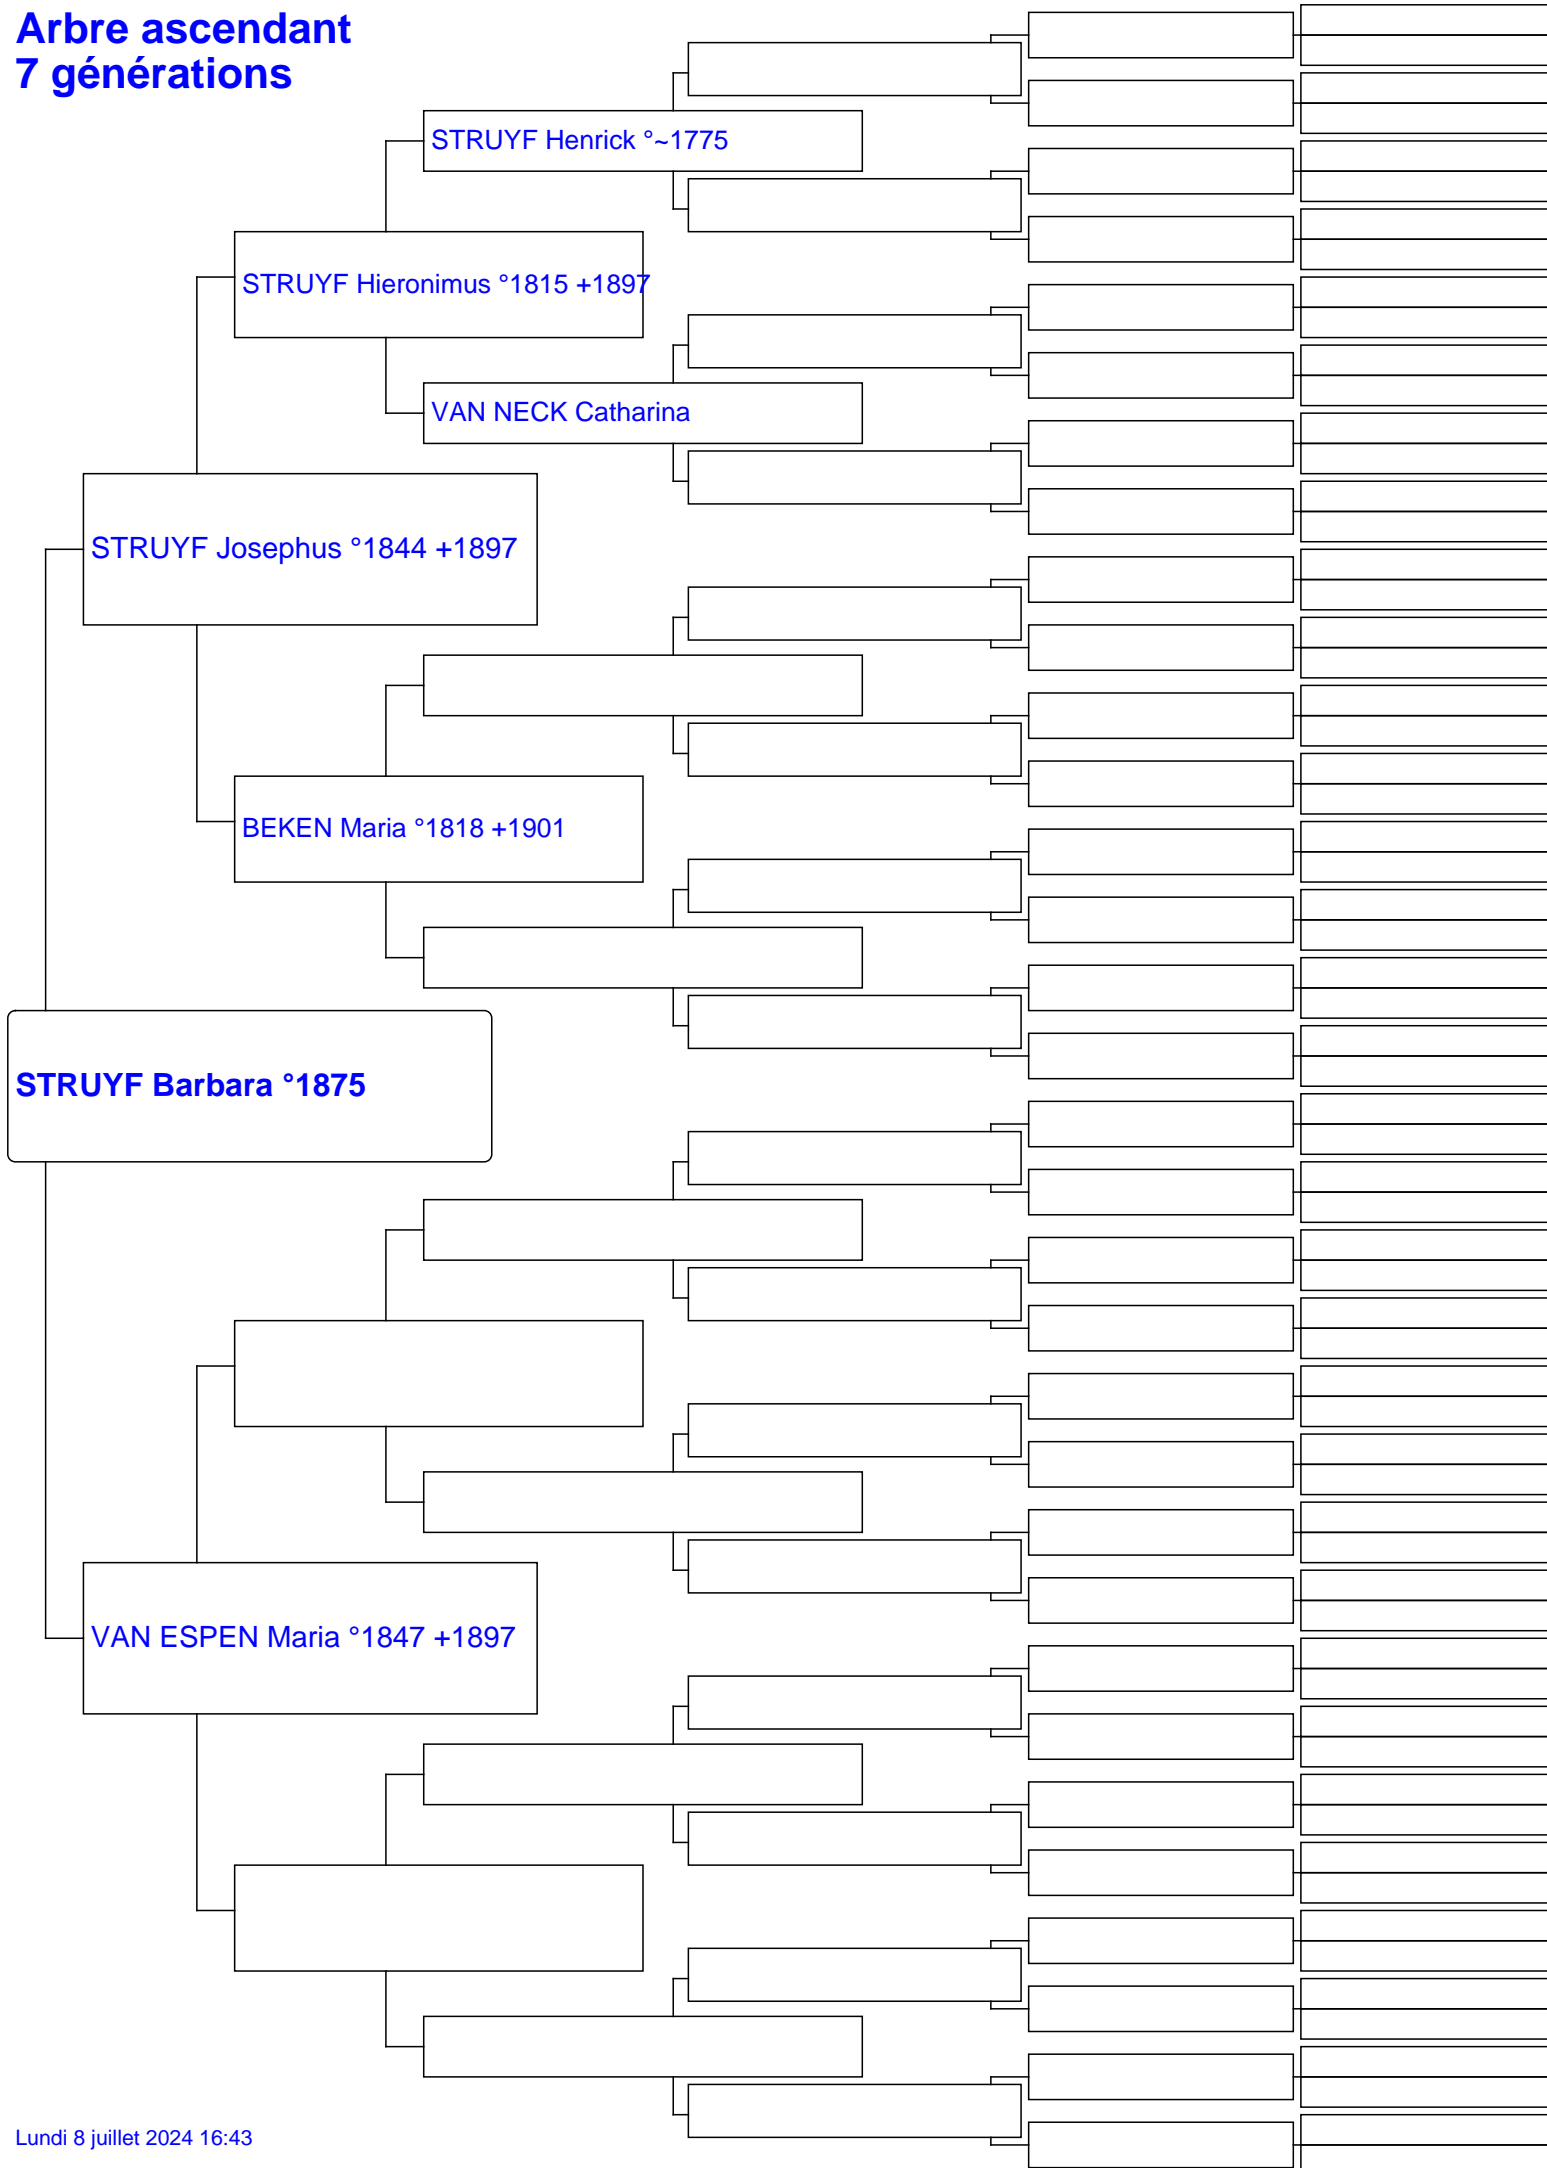 Arbre ascendant
7 générations
STRUYF Henrick °~1775
STRUYF Hieronimus °1815 +1897
VAN NECK Catharina
STRUYF Josephus °1844 +1897
BEKEN Maria °1818 +1901
STRUYF Barbara °1875
VAN ESPEN Maria °1847 +1897
Lundi 8 juillet 2024 16:43